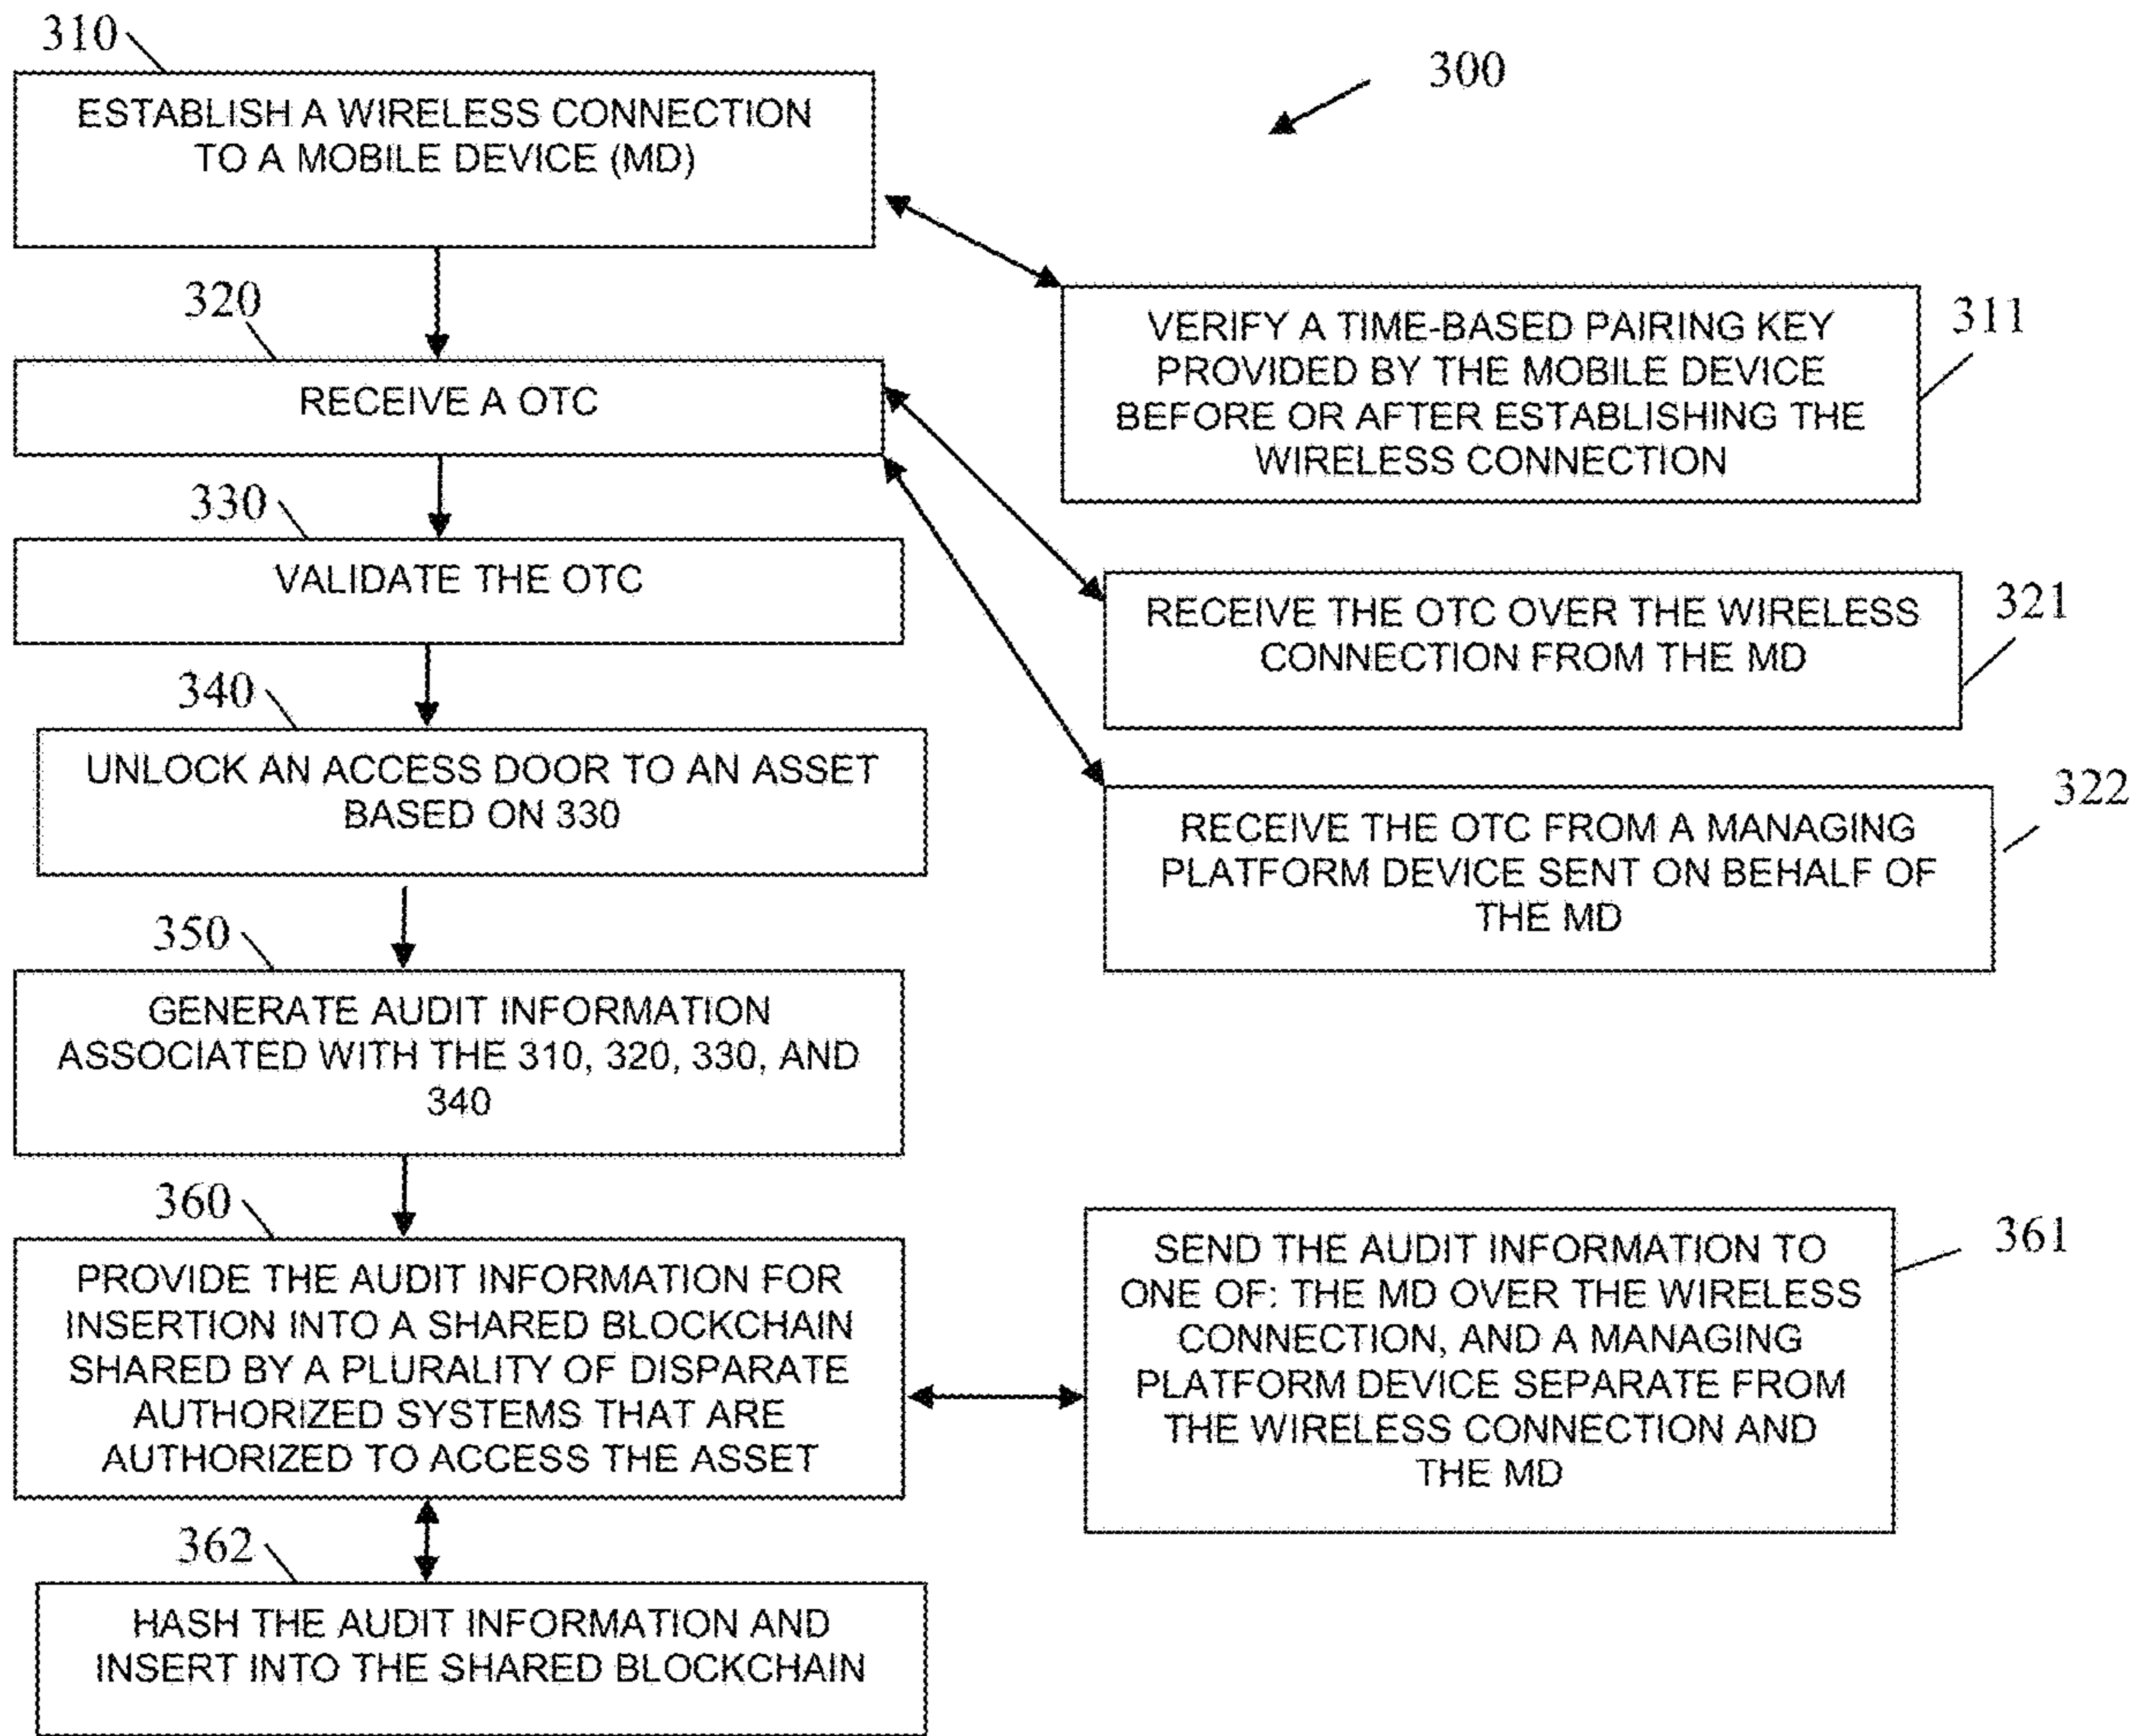 310
300
ESTABLISH A WIRELESS CONNECTION
TO A MOBILE DEVICE (MD)
311
VERIFY A TIME-BASED PAIRING KEY
PROVIDED BY THE MOBILE DEVICE
BEFORE OR AFTER ESTABLISHING THE
WIRELESS CONNECTION
320
RECEIVE A OTC
330
VALIDATE THE OTC
321
RECEIVE THE OTC OVER THE WIRELESS
CONNECTION FROM THE MD
340
UNLOCK AN ACCESS DOOR TO AN ASSET
BASED ON 330
322
RECEIVE THE OTC FROM A MANAGING
PLATFORM DEVICE SENT ON BEHALF OF
THE MD
350
GENERATE AUDIT INFORMATION
ASSOCIATED WITH THE 310, 320, 330, AND
340
360
PROVIDE THE AUDIT INFORMATION FOR
INSERTION INTO A SHARED BLOCKCHAIN
SHARED BY A PLURALITY OF DISPARATE
AUTHORIZED SYSTEMS THAT ARE
AUTHORIZED TO ACCESS THE ASSET
361
SEND THE AUDIT INFORMATION TO
ONE OF: THE MD OVER THE WIRELESS
CONNECTION, AND A MANAGING
PLATFORM DEVICE SEPARATE FROM
THE WIRELESS CONNECTION AND
THE MD
362
HASH THE AUDIT INFORMATION AND
INSERT INTO THE SHARED BLOCKCHAIN